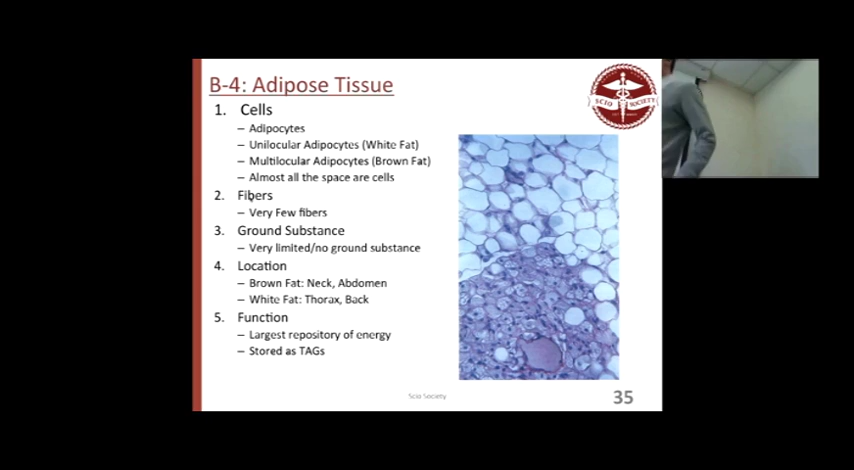 B-4: Adipose Tissue
1. Cells
– Adipocytes
– Unilocular Adipocytes (White Fat)
– Multilocular Adipocytes (Brown Fat)
– Almost all the space are cells
2. Fibers
– Very Few fibers
3. Ground Substance
– Very limited/no ground substance
4. Location
– Brown Fat: Neck, Abdomen
– White Fat: Thorax, Back
5. Function
– Largest repository of energy
– Stored as TAGs
SCIO SOCIETY
Scio Society
35